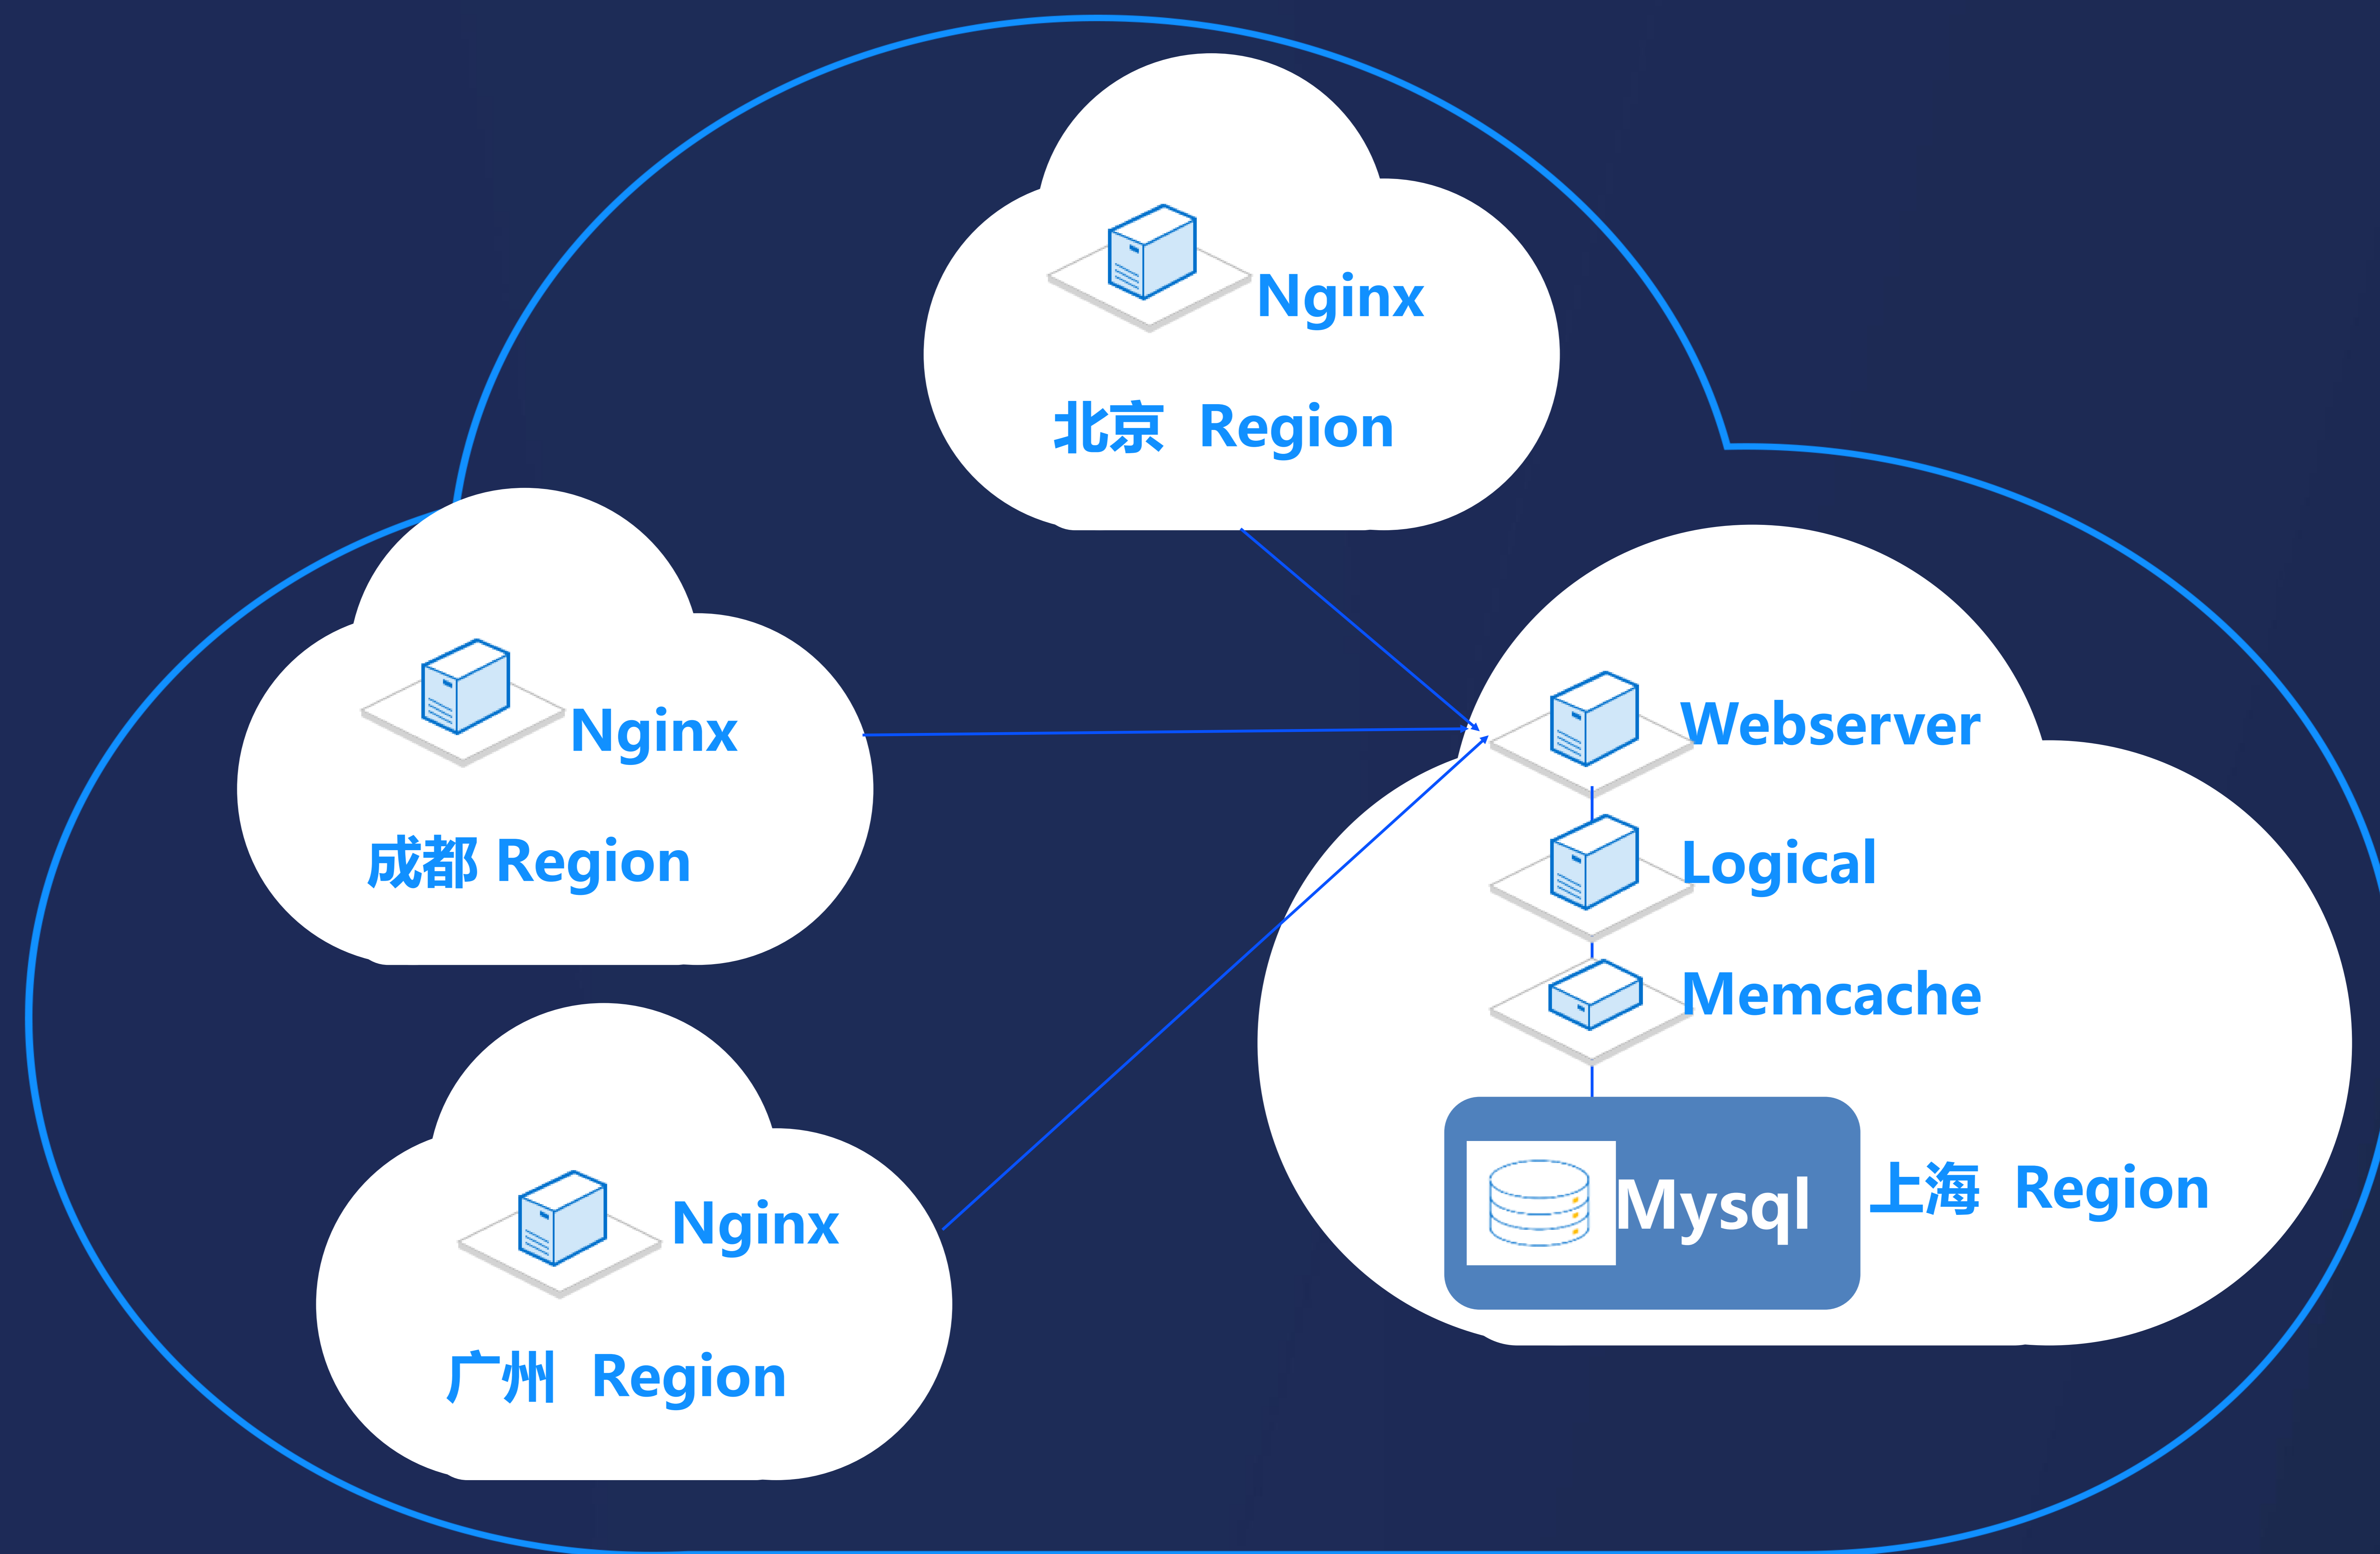 Nginx
北京 Region
Nginx
成都 Region
Nginx
广州 Region
Webserver
Logical
Memcache
Mysql
上海 Region